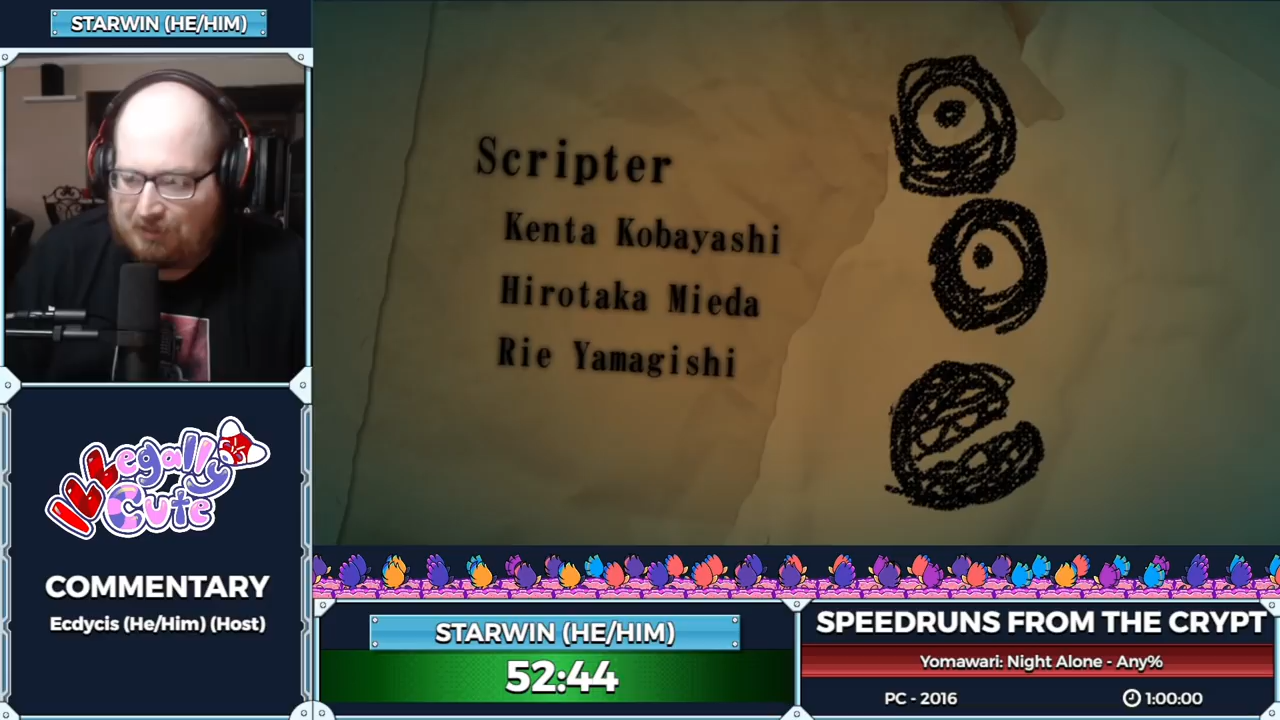 STARWIN (HE/HIM)
Scripter
Kenta Kobayashi
Hirotaka Mieda
Rie Yamagishi
Legally
Cute
COMMENTARY
Ecdycis (He/Him) (Host)
STARWIN (HE/HIM)
52:44
SPEEDRUNS FROM THE CRYPT
Yomawari: Night Alone - Any%
PC - 2016
1:00:00